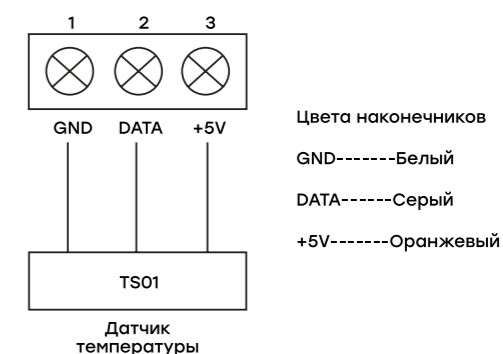 1 2 3
GND DATA +5V
TS01
Датчик
температуры
Цвета наконечников
GND-------Белый
DATA------Серый
+5V-------Оранжевый